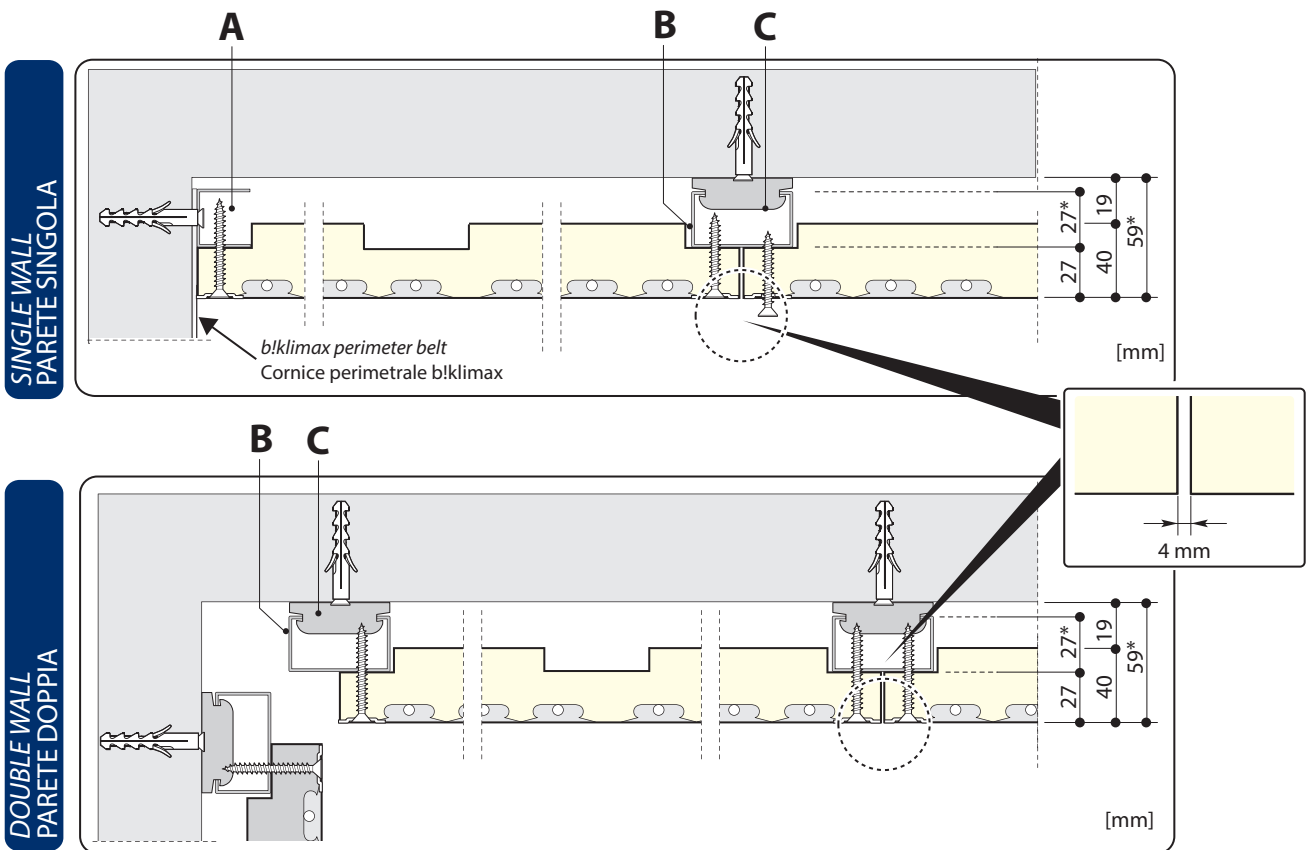 A
B
C
SINGLE WALL
PARETE SINGOLA
b!klimax perimeter belt
Cornice perimetrale b!klimax
27*
19
59*
27
40
[mm]
4 mm
B
C
DOUBLE WALL
PARETE DOPPIA
27*
19
59*
27
40
[mm]